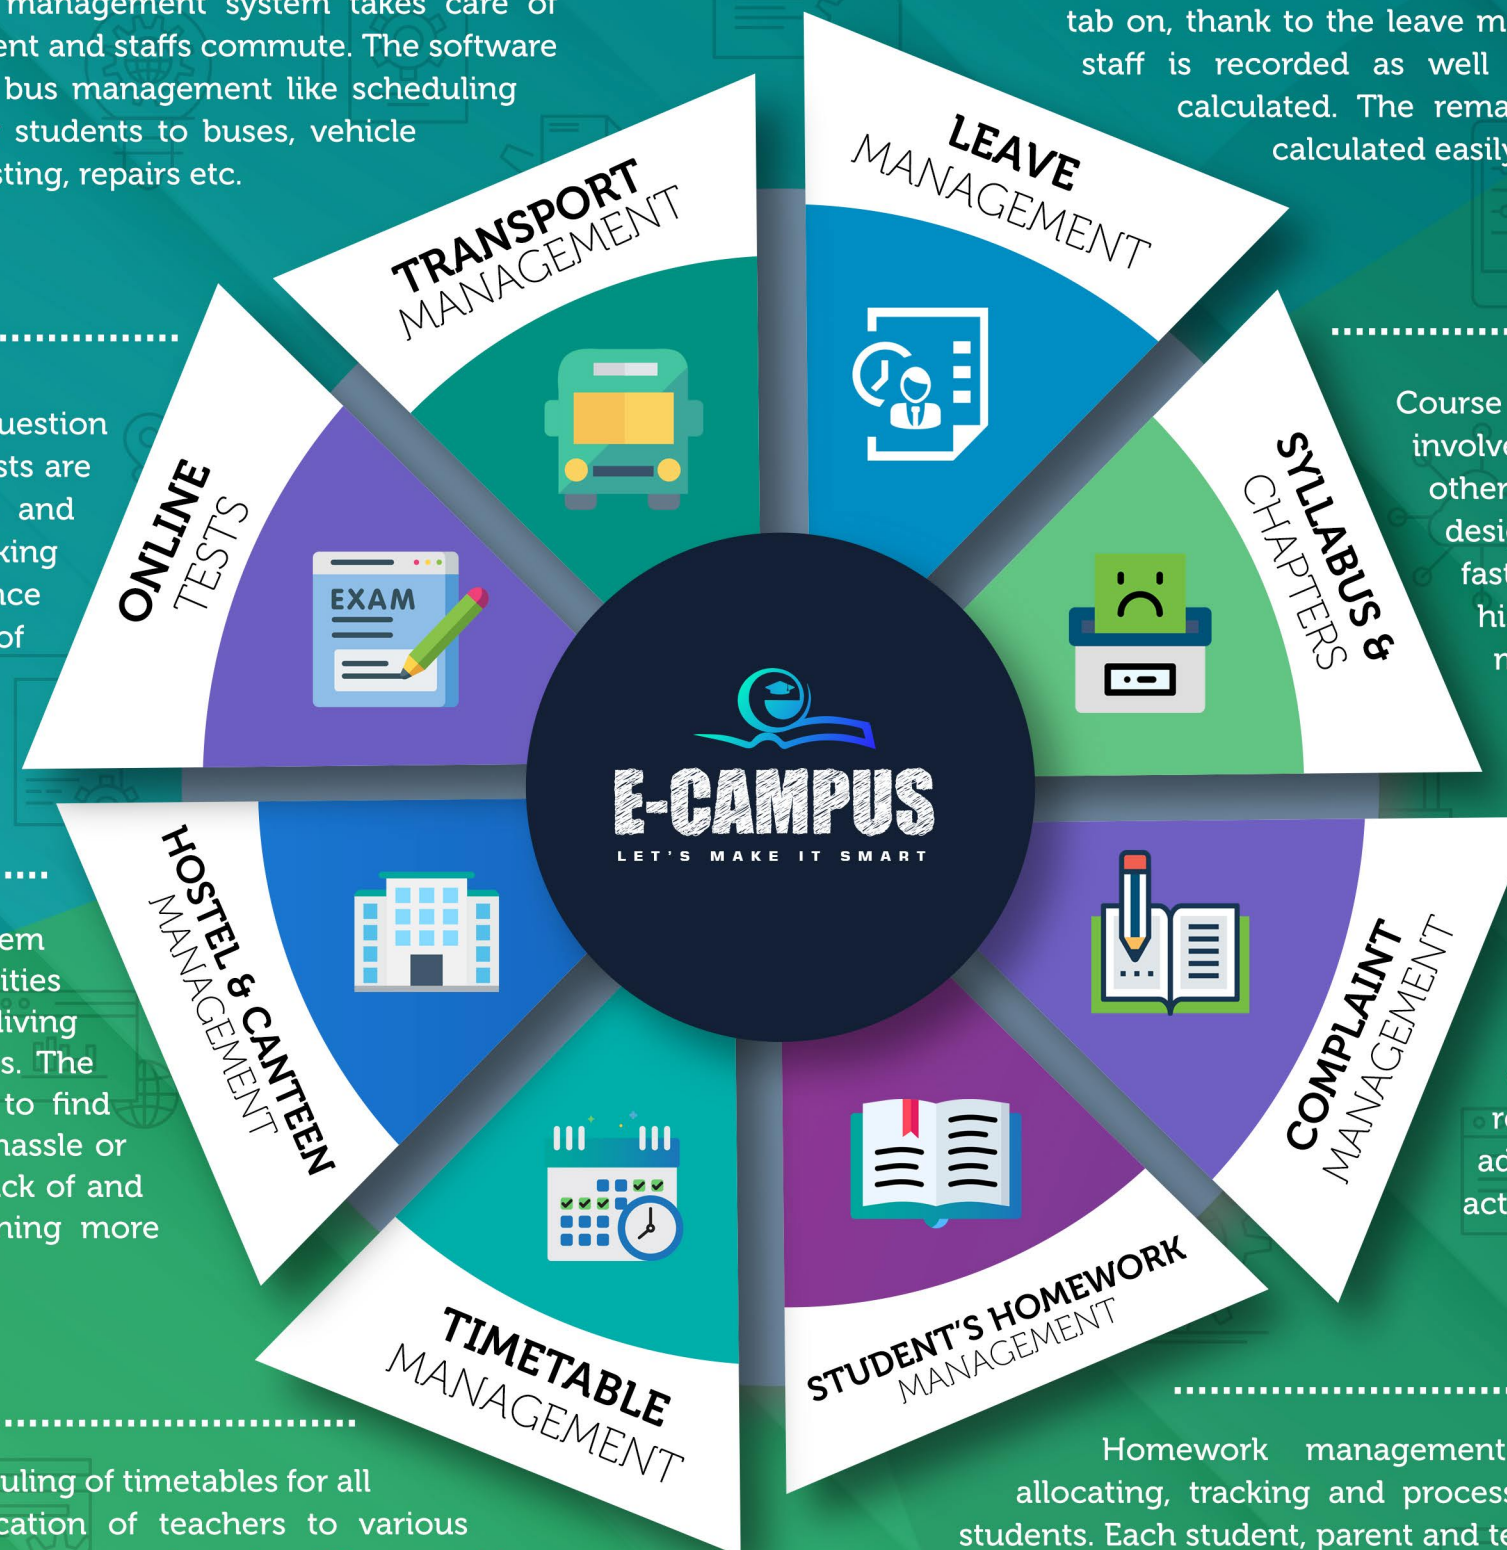 management system takes care of
ent and staffs commute. The software
bus management like scheduling
students to buses, vehicle
sting, repairs etc.
tab on, thank to the leave m
staff is recorded as well
calculated. The rema
calculated easily
TRANSPORT
MANAGEMENT
LEAVE
MANAGEMENT
uestion
sts are
and
king
nce
of
ONLINE
TESTS
EXAM
SYLLABUS &
CHAPTERS
Course
involve
other
desi
fast
hi
E-CAMPUS
LET'S MAKE IT SMART
em
ities
living
s. The
to find
hassle or
ack of and
ning more
HOSTEL & CANTEEN
MANAGEMENT
COMPLAINT
MANAGEMENT
re
ad
act
TIMETABLE
MANAGEMENT
STUDENT'S HOMEWORK
MANAGEMENT
uling of timetables for all
cation of teachers to various
Homework management
allocating, tracking and process
students. Each student, parent and te